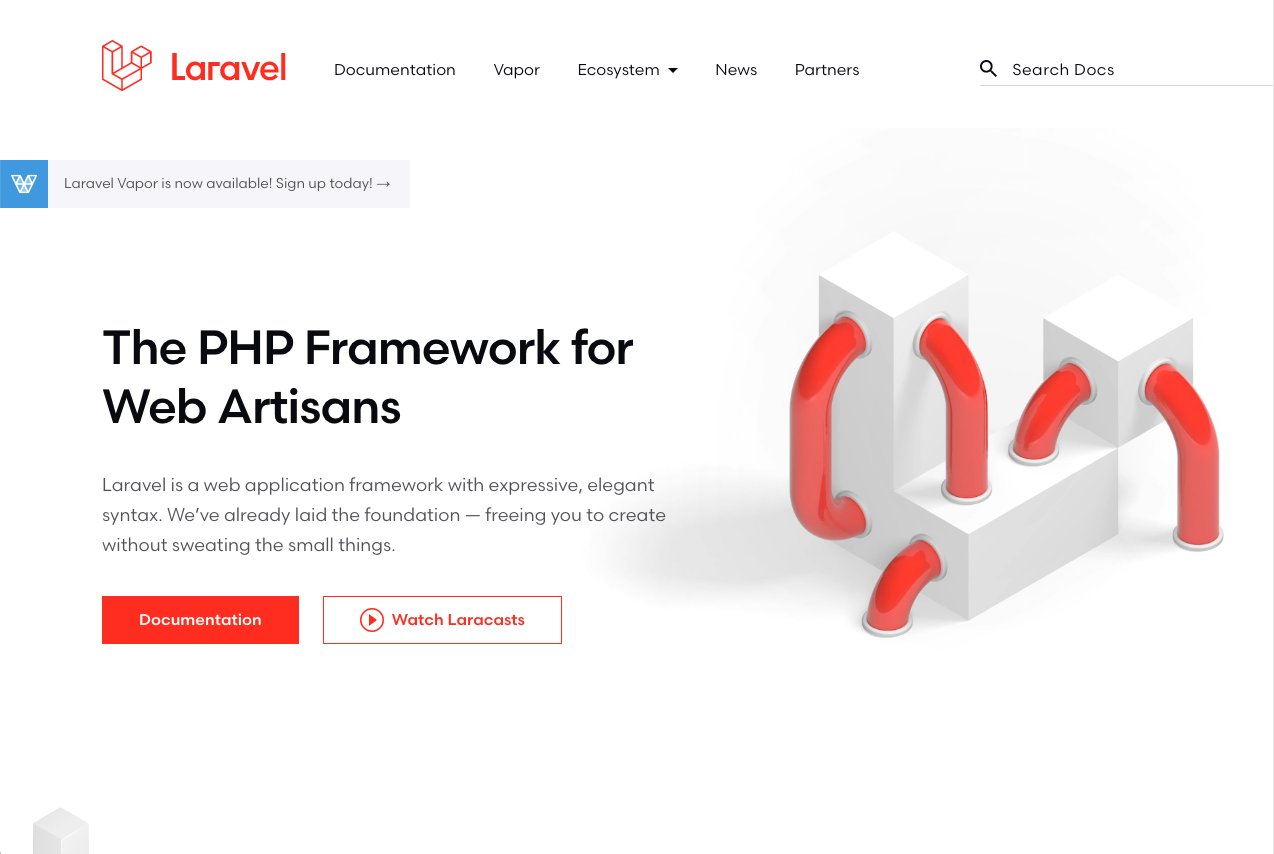 Laravel
Documentation
Vapor
Ecosystem
News
Partners
Search Docs
Laravel Vapor is now available! Sign up today! →
The PHP Framework for
Web Artisans
Laravel is a web application framework with expressive, elegant
syntax. We’ve already laid the foundation — freeing you to create
without sweating the small things.
Documentation
Watch Laracasts